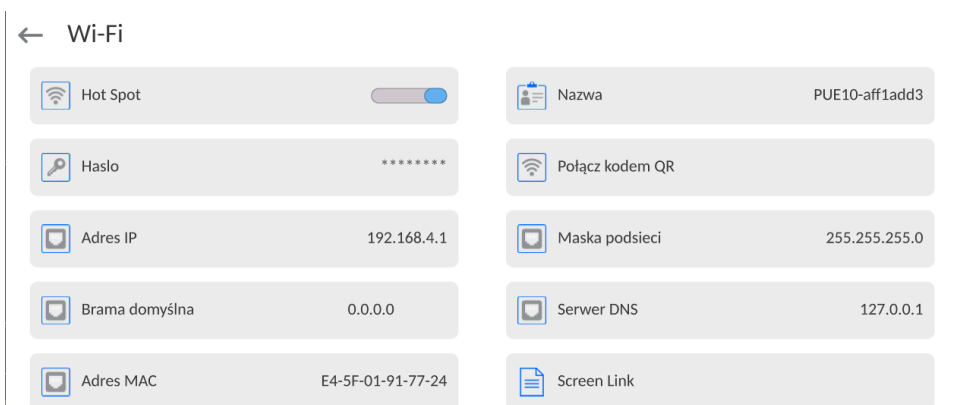 Wi-Fi
Hot Spot
Nazwa PUE10-aff1add3
Haslo ********
Połącz kodem QR
Adres IP 192.168.4.1
Maska podsieci 255.255.255.0
Brama domyślna 0.0.0.0
Serwer DNS 127.0.0.1
Adres MAC E4-5F-01-91-77-24
Screen Link